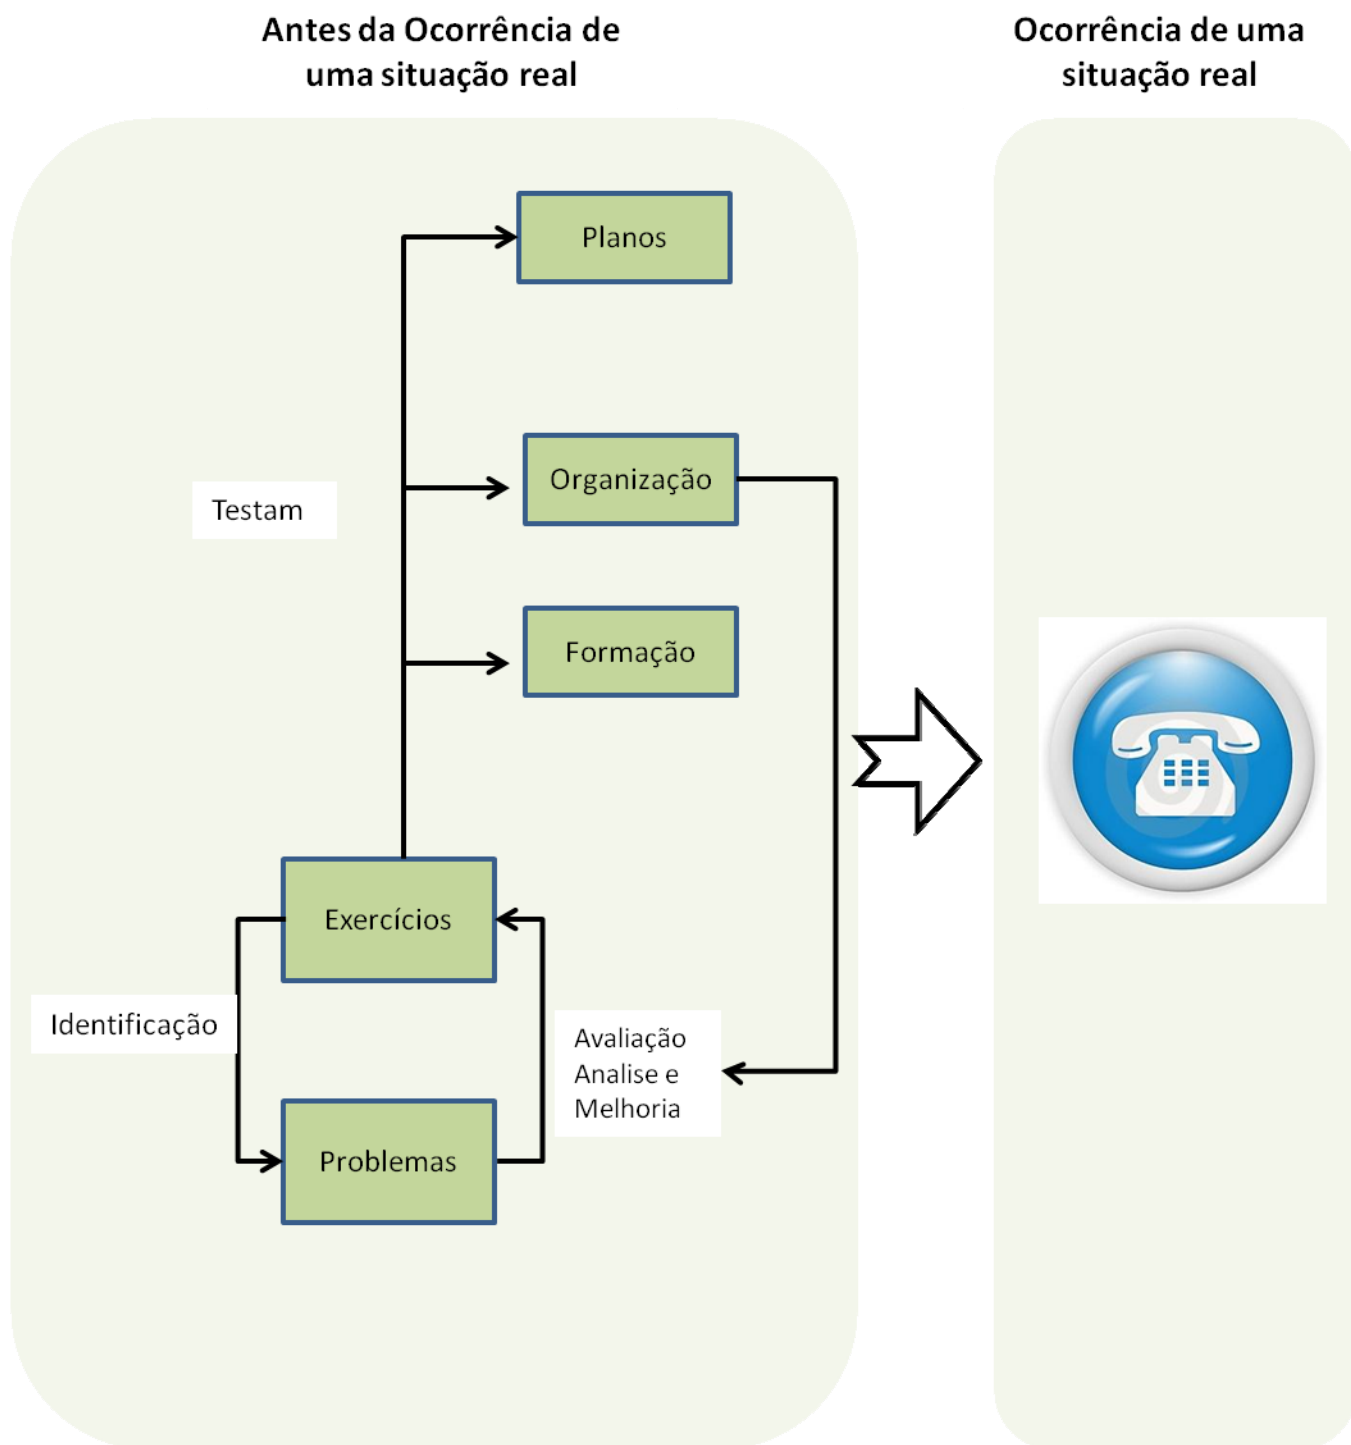 Antes da Ocorrência de
uma situação real
Ocorrência de uma
situação real
Planos
Organização
Testam
Formação
Exercícios
Identificação
Avaliação
Analise e
Melhoria
Problemas